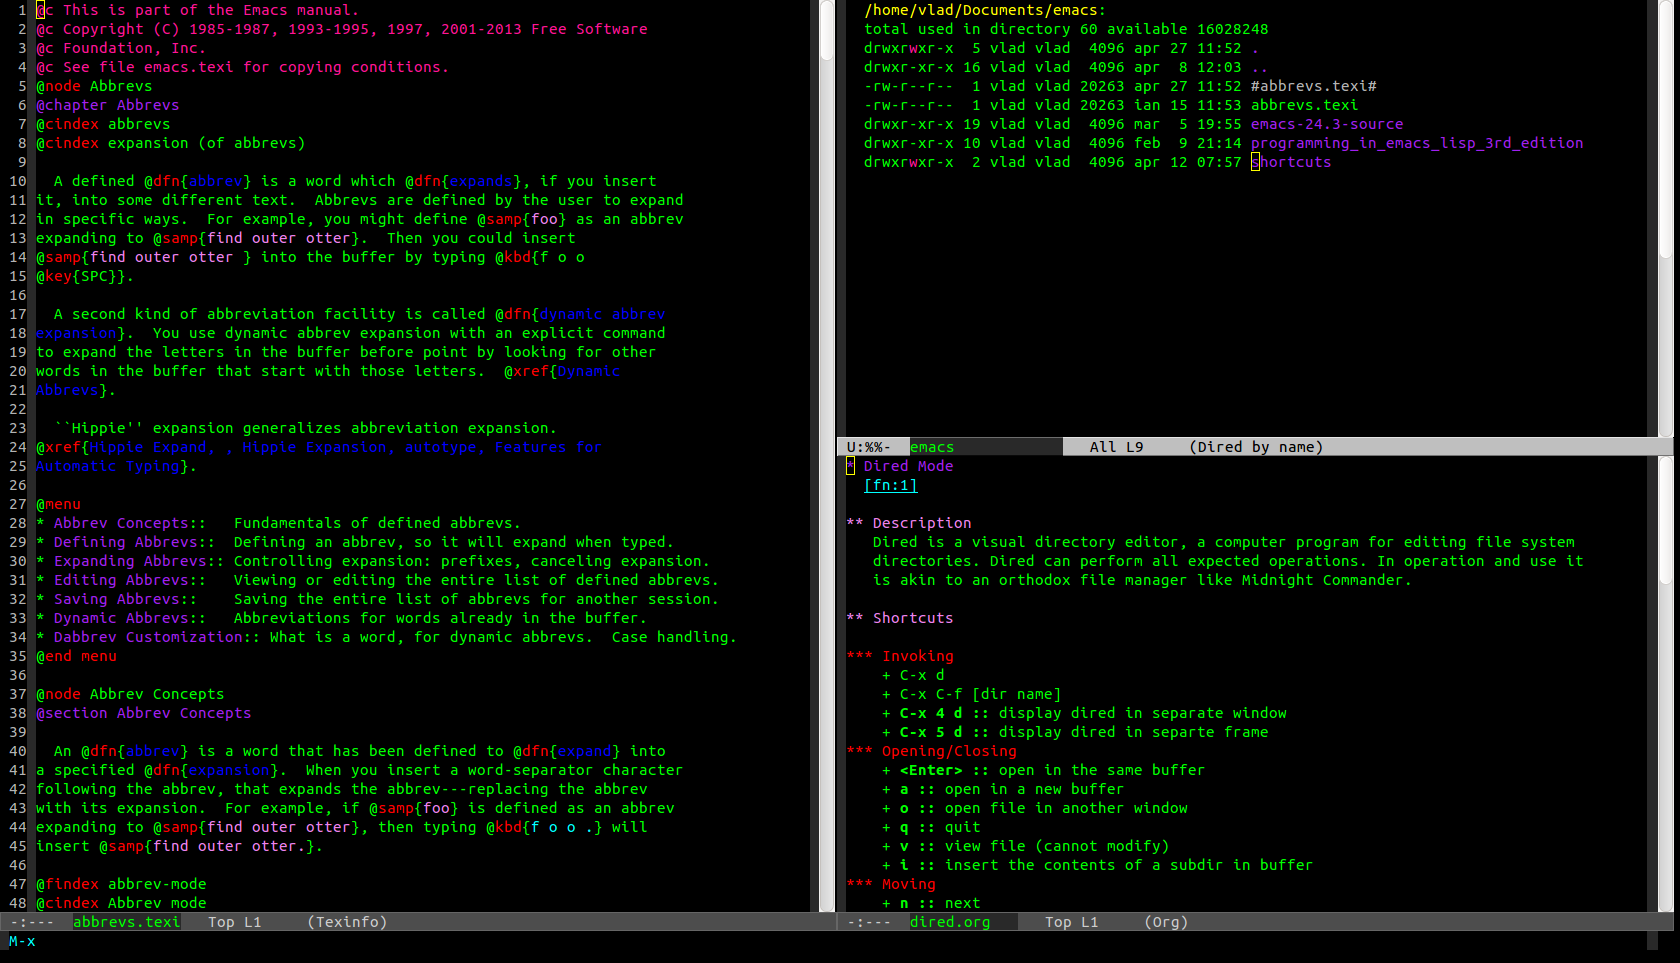 1 @c This is part of the Emacs manual.
2 @c Copyright (C) 1985-1987, 1993-1995, 1997, 2001-2013 Free Software
3 @c Foundation, Inc.
4 @c See file emacs.texi for copying conditions.
5 @node Abbrevs
6 @chapter Abbrevs
7 @cindex abbrevs
8 @cindex expansion (of abbrevs)
9
10   A defined @dfn{abbrev} is a word which @dfn{expands}, if you insert
11 it, into some different text.  Abbrevs are defined by the user to expand
12 in specific ways.  For example, you might define @samp{foo} as an abbrev
13 expanding to @samp{find outer otter}.  Then you could insert
14 @samp{find outer otter } into the buffer by typing @kbd{f o o
15 @key{SPC}}.
16
17   A second kind of abbreviation facility is called @dfn{dynamic abbrev
18 expansion}.  You use dynamic abbrev expansion with an explicit command
19 to expand the letters in the buffer before point by looking for other
20 words in the buffer that start with those letters.  @xref{Dynamic
21 Abbrevs}.
22
23   ``Hippie'' expansion generalizes abbreviation expansion.
24 @xref{Hippie Expand, , Hippie Expansion, autotype, Features for
25 Automatic Typing}.
26
27 @menu
28 * Abbrev Concepts::   Fundamentals of defined abbrevs.
29 * Defining Abbrevs::  Defining an abbrev, so it will expand when typed.
30 * Expanding Abbrevs:: Controlling expansion: prefixes, canceling expansion.
31 * Editing Abbrevs::   Viewing or editing the entire list of defined abbrevs.
32 * Saving Abbrevs::    Saving the entire list of abbrevs for another session.
33 * Dynamic Abbrevs::   Abbreviations for words already in the buffer.
34 * Dabbrev Customization:: What is a word, for dynamic abbrevs.  Case handling.
35 @end menu
36
37 @node Abbrev Concepts
38 @section Abbrev Concepts
39
40   An @dfn{abbrev} is a word that has been defined to @dfn{expand} into
41 a specified @dfn{expansion}.  When you insert a word-separator character
42 following the abbrev, that expands the abbrev---replacing the abbrev
43 with its expansion.  For example, if @samp{foo} is defined as an abbrev
44 expanding to @samp{find outer otter}, then typing @kbd{f o o .} will
45 insert @samp{find outer otter.}.
46
47 @findex abbrev-mode
48 @cindex Abbrev mode
-:---  abbrevs.texi   Top L1     (Texinfo)
/home/vlad/Documents/emacs:
total used in directory 60 available 16028248
drwxrwxr-x  5 vlad vlad  4096 apr 27 11:52 .
drwxr-xr-x 16 vlad vlad  4096 apr  8 12:03 ..
-rw-r--r--  1 vlad vlad 20263 apr 27 11:52 #abbrevs.texi#
-rw-r--r--  1 vlad vlad 20263 ian 15 11:53 abbrevs.texi
drwxr-xr-x 19 vlad vlad  4096 mar  5 19:55 emacs-24.3-source
drwxr-xr-x 10 vlad vlad  4096 feb  9 21:14 programming_in_emacs_lisp_3rd_edition
drwxrwxr-x  2 vlad vlad  4096 apr 12 07:57 shortcuts
U:%%-  emacs               All L9     (Dired by name)
* Dired Mode
[fn:1]
** Description
Dired is a visual directory editor, a computer program for editing file system
directories. Dired can perform all expected operations. In operation and use it
is akin to an orthodox file manager like Midnight Commander.
** Shortcuts
*** Invoking
+ C-x d
+ C-x C-f [dir name]
+ C-x 4 d :: display dired in separate window
+ C-x 5 d :: display dired in separte frame
*** Opening/Closing
+ <Enter> :: open in the same buffer
+ a :: open in a new buffer
+ o :: open file in another window
+ q :: quit
+ v :: view file (cannot modify)
+ i :: insert the contents of a subdir in buffer
*** Moving
+ n :: next
-:---  dired.org      Top L1     (Org)
M-x